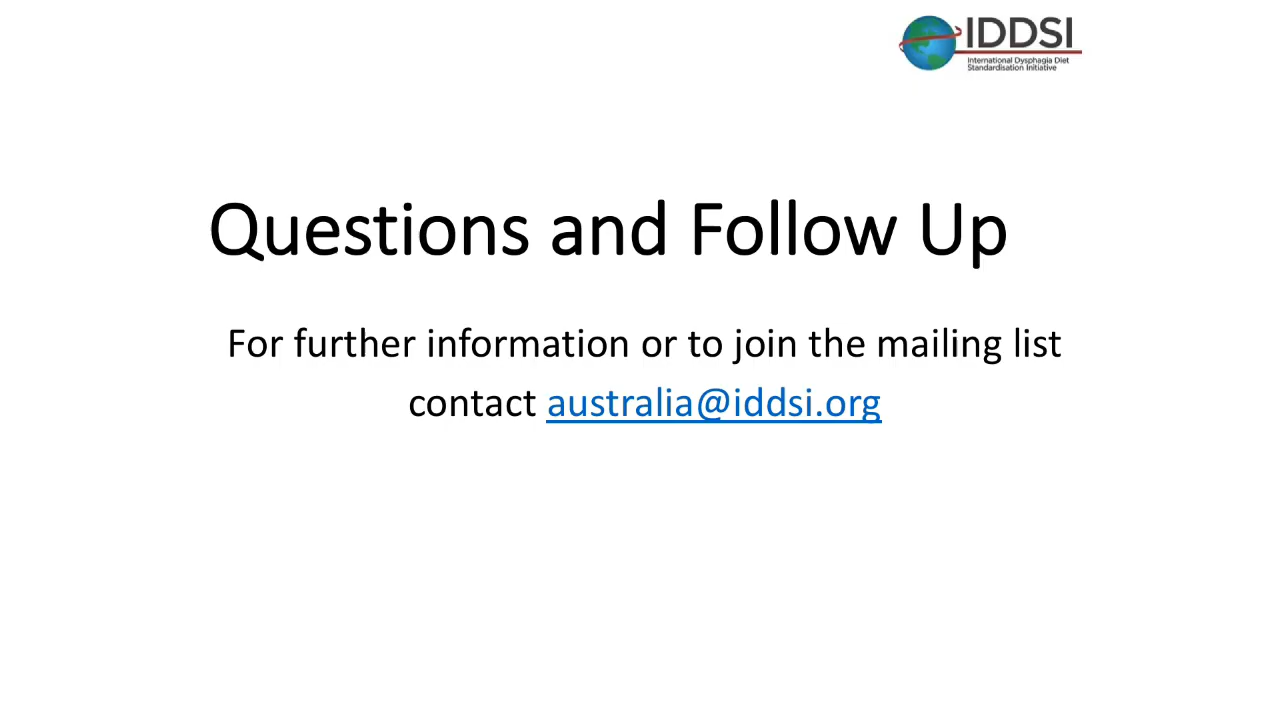 IDDSI
International Dysphagia Diet
Standardisation Initiative
Questions and Follow Up
For further information or to join the mailing list
contact australia@iddsi.org